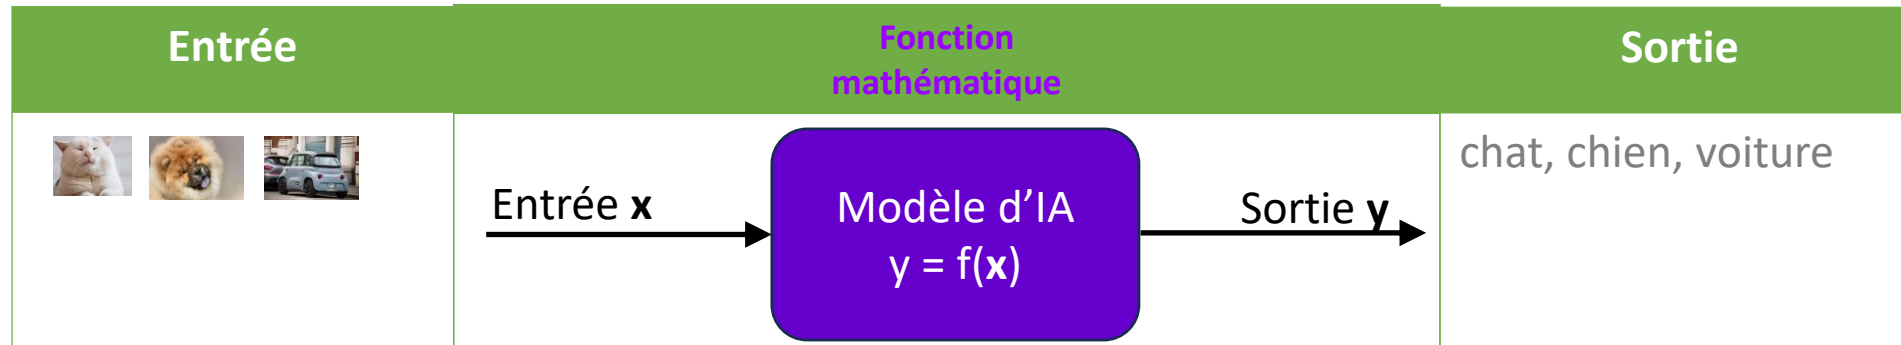 Entrée
Fonction
mathématique
Sortie
Entrée x
Modèle d’IA
y = f(x)
Sortie y
chat, chien, voiture